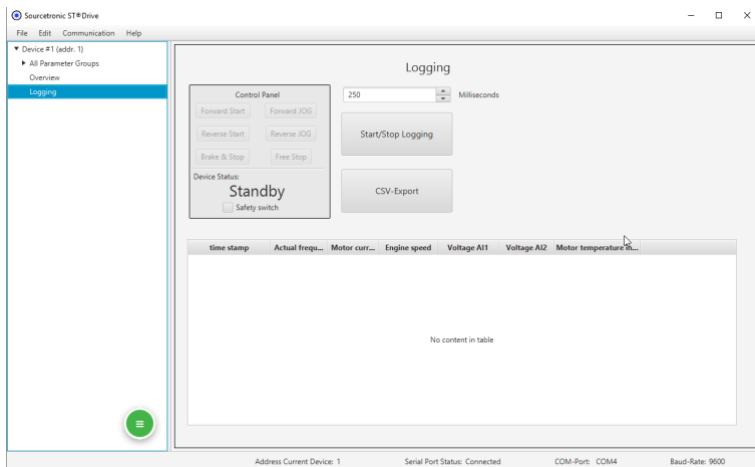 Sourcetronic ST®Drive
File Edit Communication Help
Device #1 (addr. 1)
All Parameter Groups
Overview
Logging
Logging
Control Panel
Forward Start Forward JOG
Reverse Start Reverse JOG
Brake & Stop Free Stop
Device Status:
Standby
Safety switch
250 Milliseconds
Start/Stop Logging
CSV-Export
time stamp Actual frequ... Motor curr... Engine speed Voltage AI1 Voltage AI2 Motor temperature in...
No content in table
Address Current Device: 1 Serial Port Status: Connected COM-Port: COM4 Baud-Rate: 9600